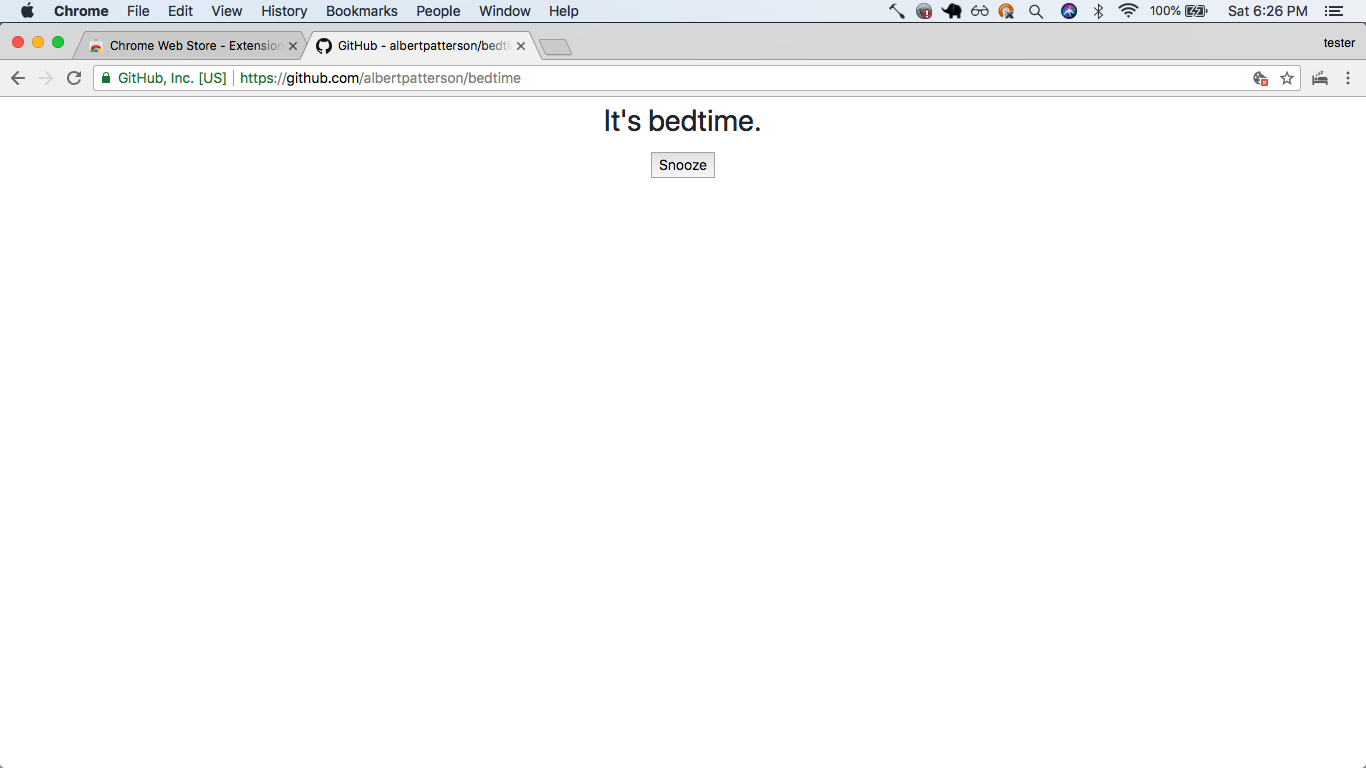 Chrome File Edit View History Bookmarks People Window Help 100% Sat 6:26 PM
Chrome Web Store - Extension GitHub - albertpatterson/bedti tester
GitHub, Inc. [US] https://github.com/albertpatterson/bedtime
It's bedtime.
Snooze